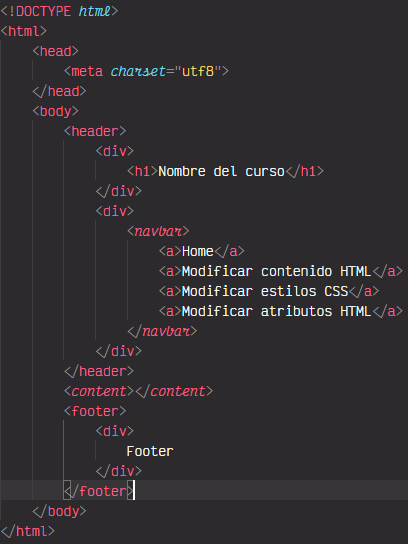 <!DOCTYPE html>
<html>
    <head>
        <meta charset="utf8">
    </head>
    <body>
        <header>
            <div>
                <h1>Nombre del curso</h1>
            </div>
            <div>
                <navbar>
                    <a>Home</a>
                    <a>Modificar contenido HTML</a>
                    <a>Modificar estilos CSS</a>
                    <a>Modificar atributos HTML</a>
                </navbar>
            </div>
        </header>
        <content></content>
        <footer>
            <div>
                Footer
            </div>
        </footer>
    </body>
</html>